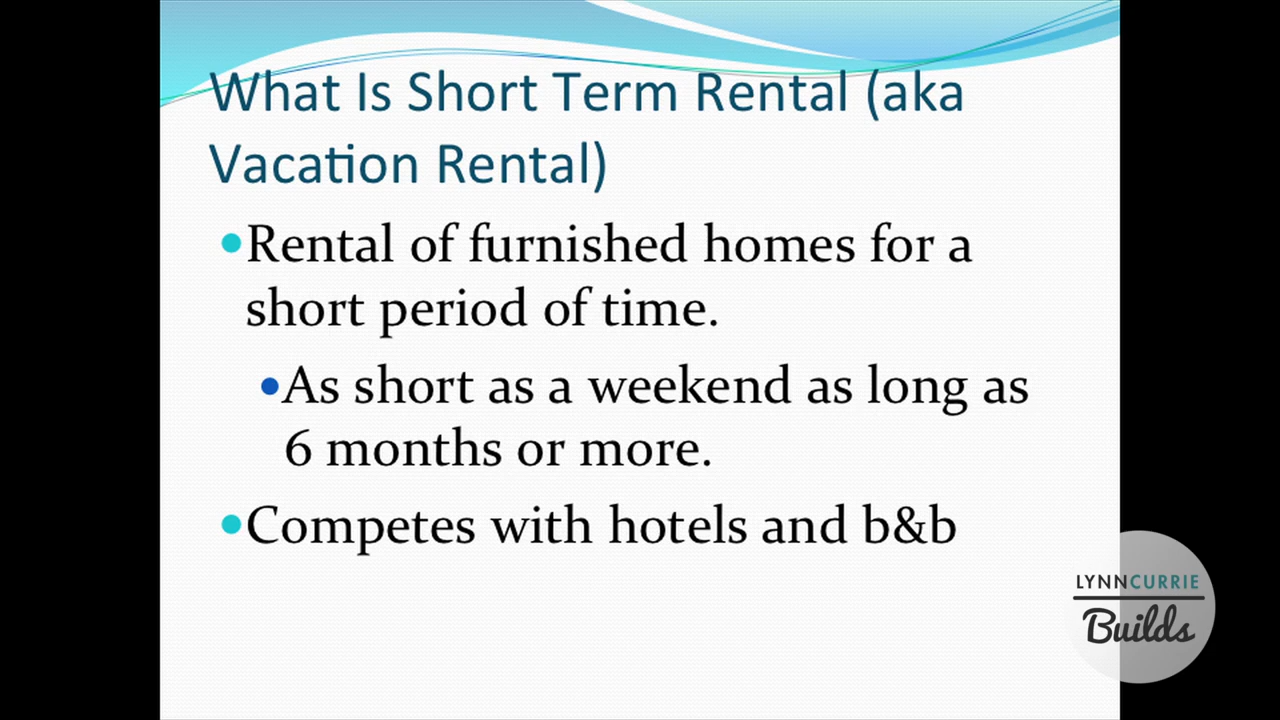 What Is Short Term Rental (aka
Vacation Rental)
•Rental of furnished homes for a
short period of time.
•As short as a weekend as long as
6 months or more.
•Competes with hotels and b&b
LYNNCURRIE
Builds